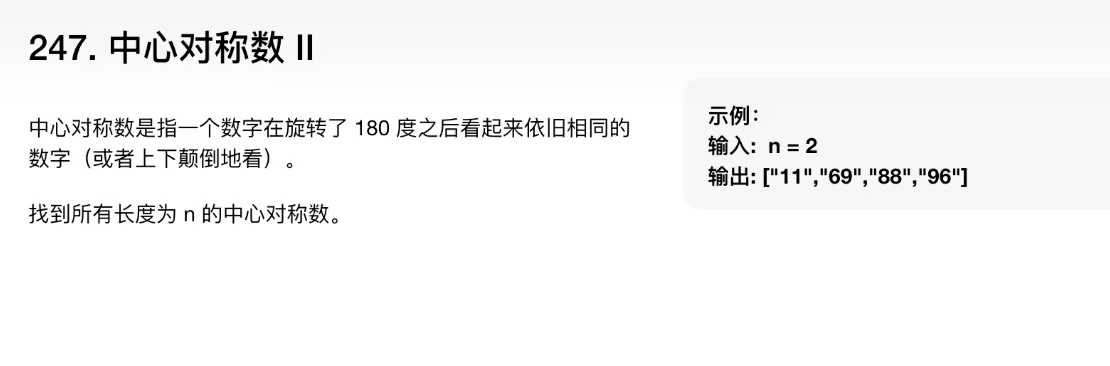 247. 中心对称数 II
中心对称数是指一个数字在旋转了 180 度之后看起来依旧相同的
数字（或者上下颠倒地看）。
找到所有长度为 n 的中心对称数。
示例：
输入: n = 2
输出: ["11","69","88","96"]